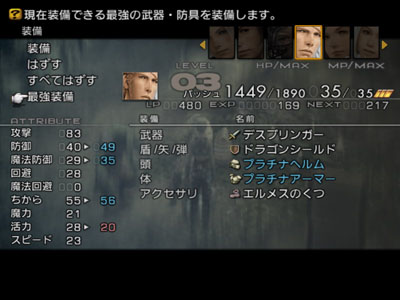 現在装備できる最強の武器・防具を装備します。
装備
装備
はずす
すべてはずす
最強装備
LEVEL HP/MAX MP/MAX
03 バッシュ 1449/1890 35/35
LP 480 EXP 169 NEXT 217
ATTRIBUTE
攻撃 83
防御 40 49
魔法防御 29 35
回避 28
魔法回避 0
ちから 55 56
魔力 21
活力 28 20
スピード 23
装備 名前
武器 デスブリンガー
盾/矢/弾 ドラゴンシールド
頭 プラチナヘルム
体 プラチナアーマー
アクセサリ エルメスのくつ